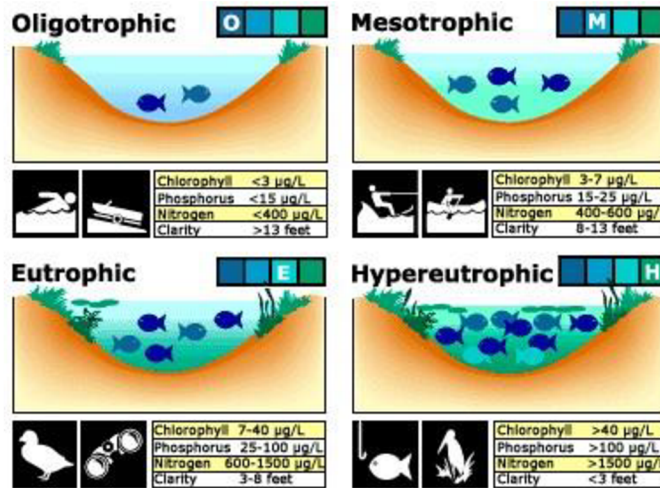 Oligotrophic O
Chlorophyll <3 µg/L
Phosphorus <15 µg/L
Nitrogen <400 µg/L
Clarity >13 feet
Mesotrophic M
Chlorophyll 3-7 µg/L
Phosphorus 15-25 µg/L
Nitrogen 400-600 µg/
Clarity 8-13 feet
Eutrophic E
Chlorophyll 7-40 µg/L
Phosphorus 25-100 µg/L
Nitrogen 600-1500 µg/L
Clarity 3-8 feet
Hypereutrophic H
Chlorophyll >40 µg/L
Phosphorus >100 µg/L
Nitrogen >1500 µg/L
Clarity <3 feet